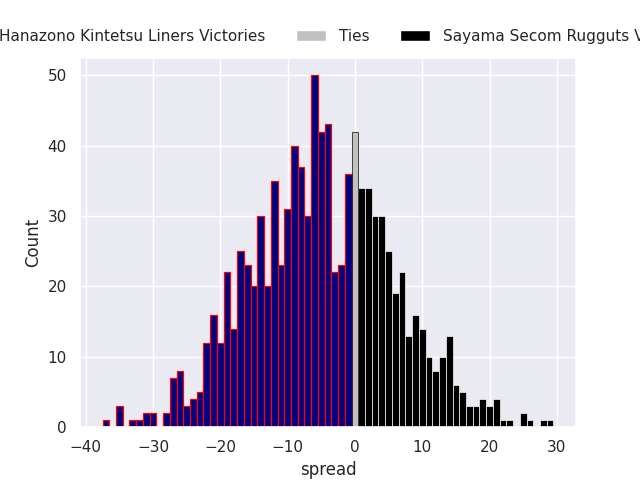 Hanazono Kintetsu Liners Victories Ties Sayama Secom Rugguts
50
40
30
20
10
0
Count
−40 −30 −20 −10 0 10 20 30
spread